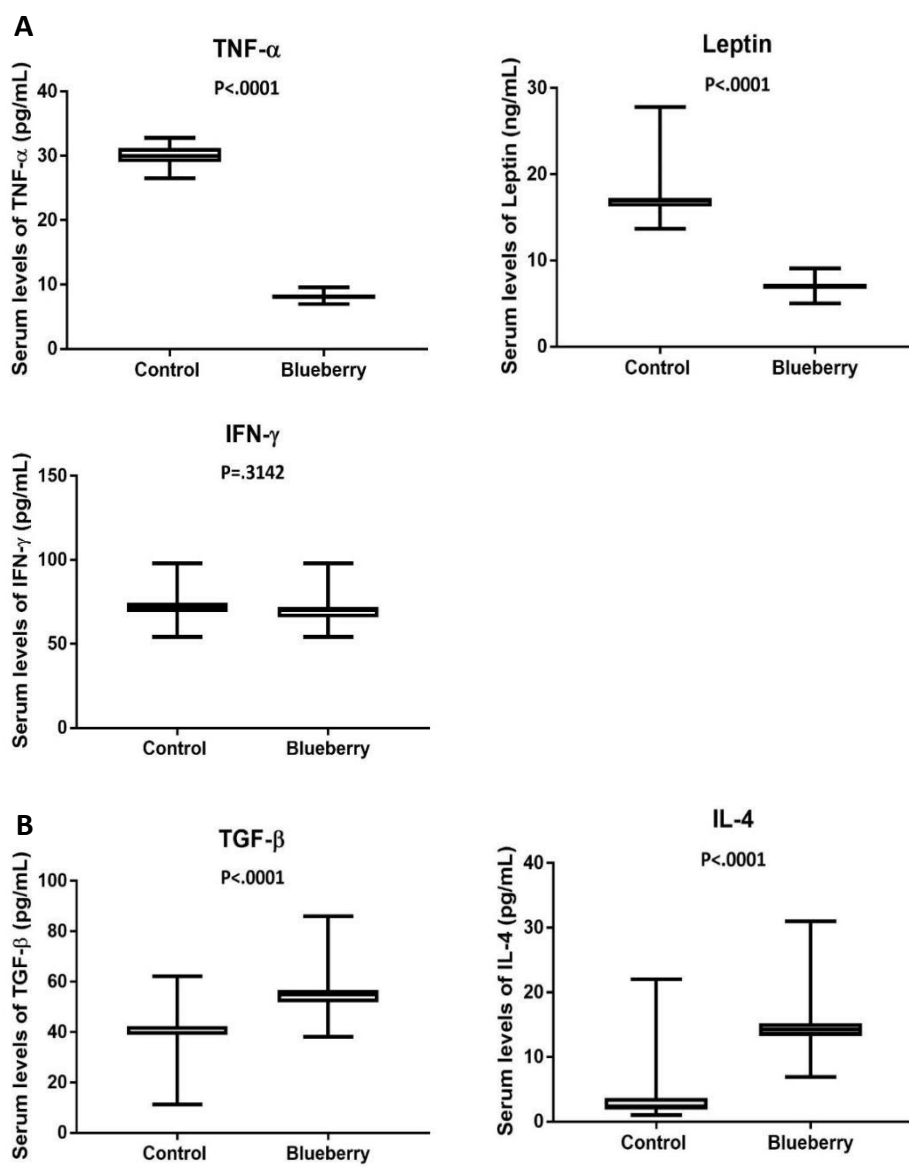 A
TNF-α
P<.0001
Serum levels of TNF-α (pg/mL)
40
30
20
10
0
Control Blueberry
Leptin
P<.0001
Serum levels of Leptin (ng/mL)
30
20
10
0
Control Blueberry
IFN-γ
P=.3142
Serum levels of IFN-γ (pg/mL)
150
100
50
0
Control Blueberry
B
TGF-β
P<.0001
Serum levels of TGF-β (pg/mL)
100
80
60
40
20
0
Control Blueberry
IL-4
P<.0001
Serum levels of IL-4 (pg/mL)
40
30
20
10
0
Control Blueberry